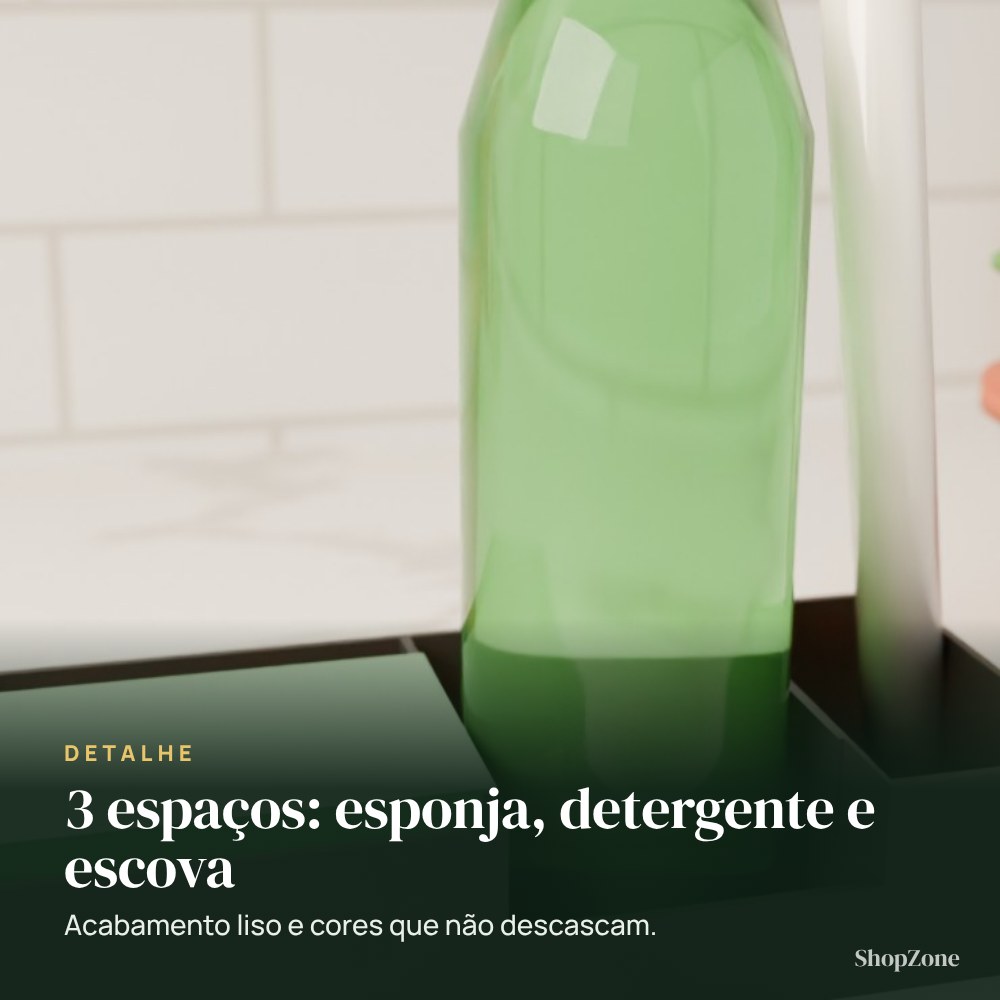 DETALHE
3 espaços: esponja, detergente e
escova
Acabamento liso e cores que não descascam.
ShopZone